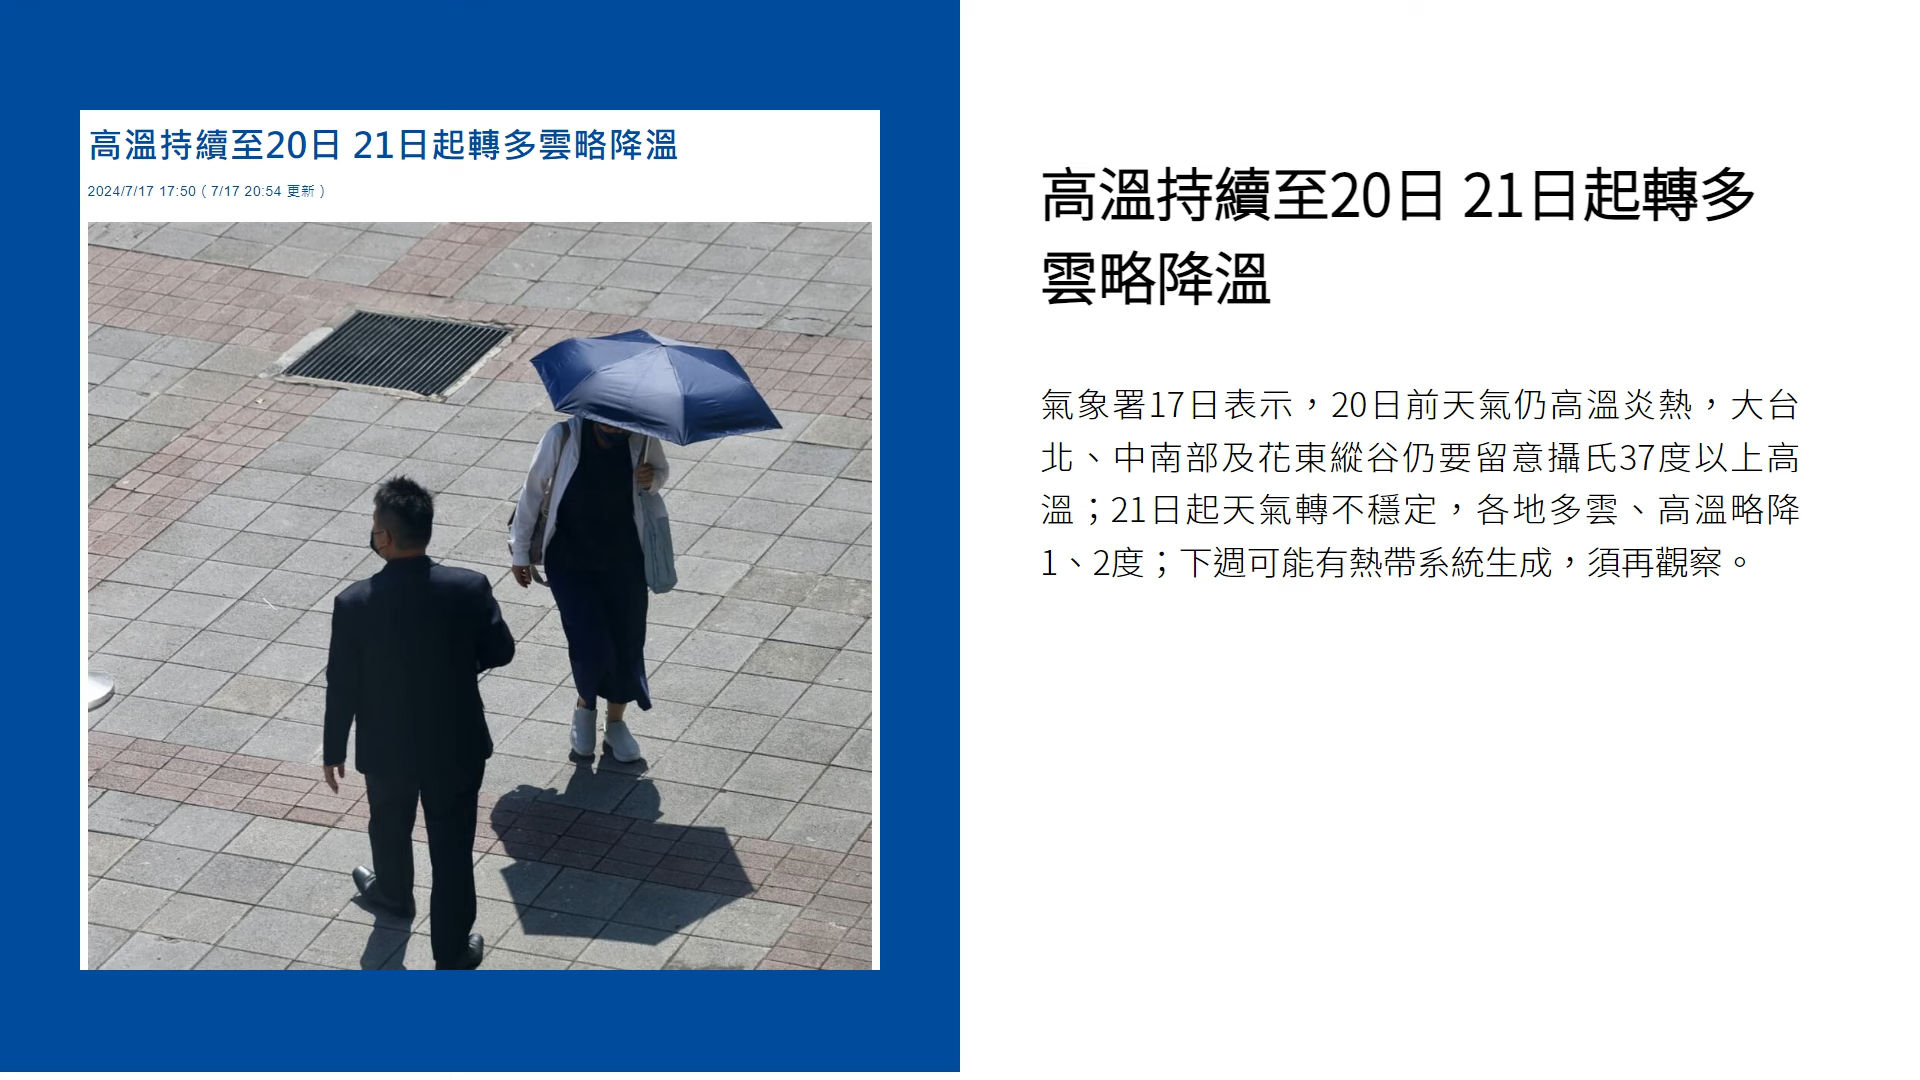 高溫持續至20日 21日起轉多雲略降溫
2024/7/17 17:50（7/17 20:54 更新）
高溫持續至20日 21日起轉多
雲略降溫
氣象署17日表示，20日前天氣仍高溫炎熱，大台
北、中南部及花東縱谷仍要留意攝氏37度以上高
溫；21日起天氣轉不穩定，各地多雲、高溫略降
1、2度；下週可能有熱帶系統生成，須再觀察。